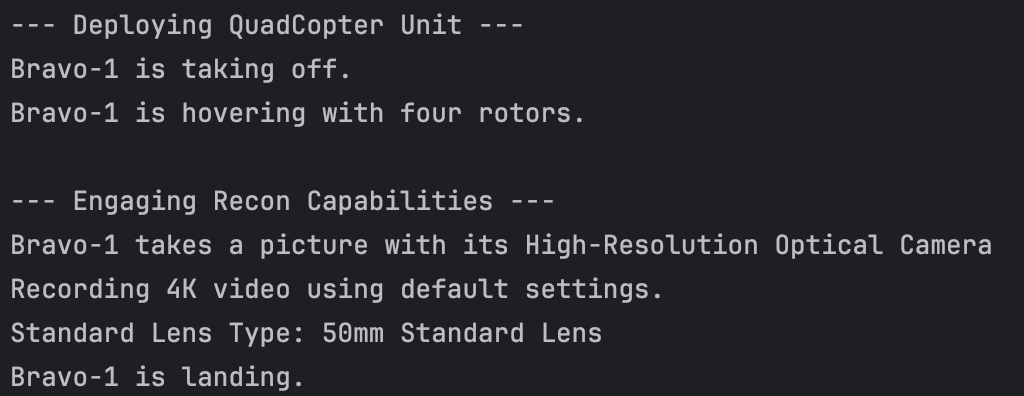 --- Deploying QuadCopter Unit ---
Bravo-1 is taking off.
Bravo-1 is hovering with four rotors.
--- Engaging Recon Capabilities ---
Bravo-1 takes a picture with its High-Resolution Optical Camera
Recording 4K video using default settings.
Standard Lens Type: 50mm Standard Lens
Bravo-1 is landing.